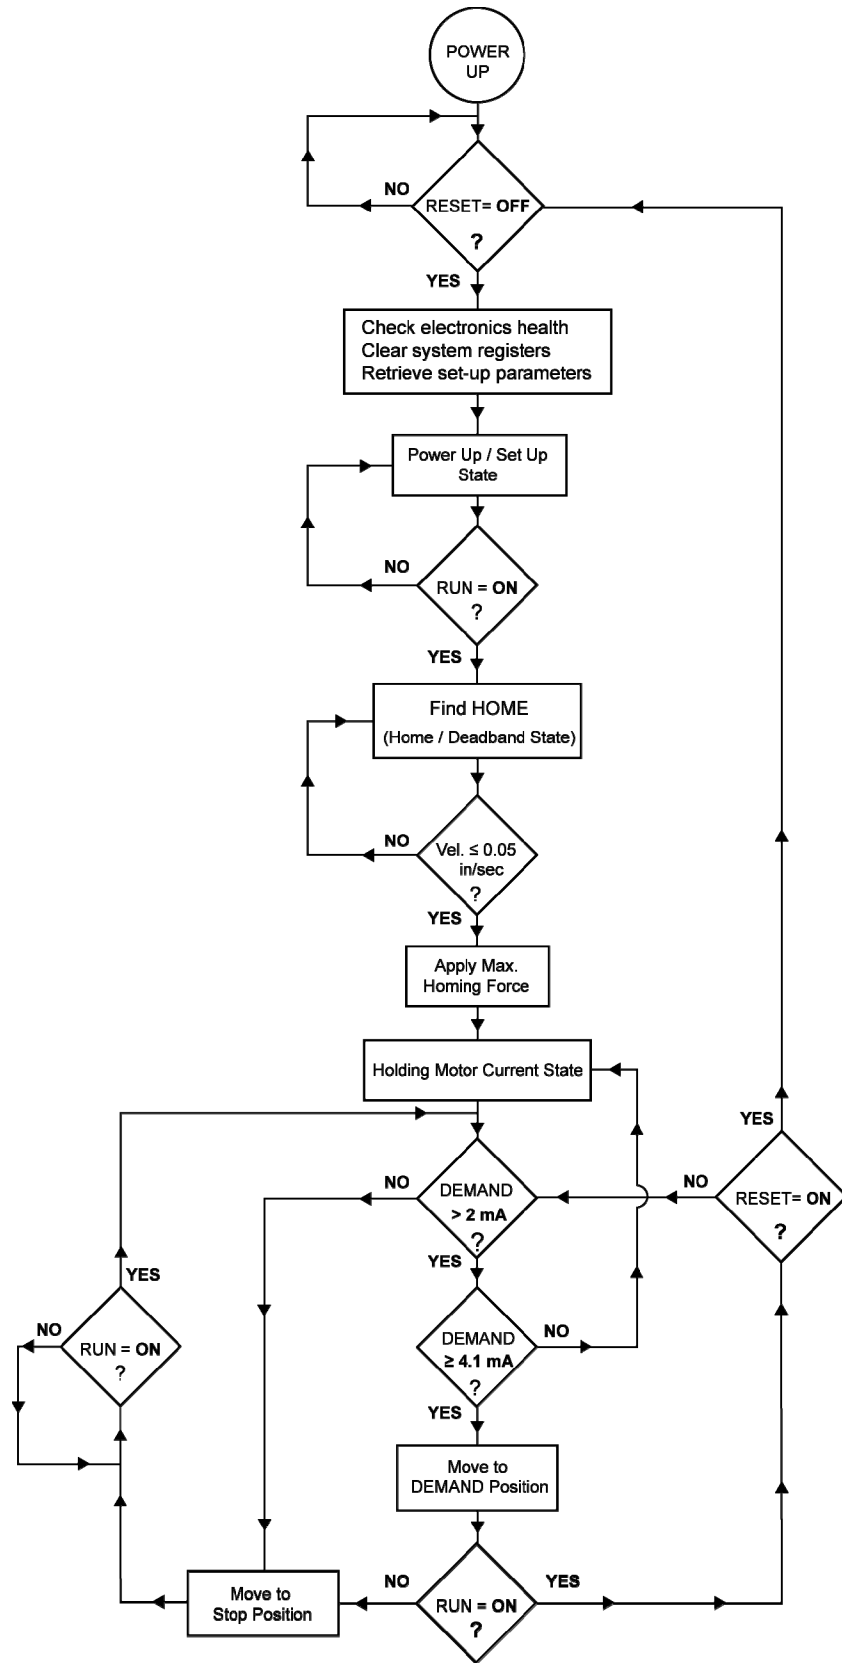 POWER
UP
NO
RESET= OFF
?
YES
Check electronics health
Clear system registers
Retrieve set-up parameters
Power Up / Set Up
State
NO
RUN = ON
?
YES
Find HOME
(Home / Deadband State)
NO
Vel. ≤ 0.05
in/sec
?
YES
Apply Max.
Homing Force
Holding Motor Current State
YES
NO
DEMAND
> 2 mA
?
NO
RESET= ON
?
YES
YES
NO
RUN = ON
?
DEMAND
≥ 4.1 mA
?
NO
YES
Move to
DEMAND Position
NO
YES
Move to
Stop Position
RUN = ON
?